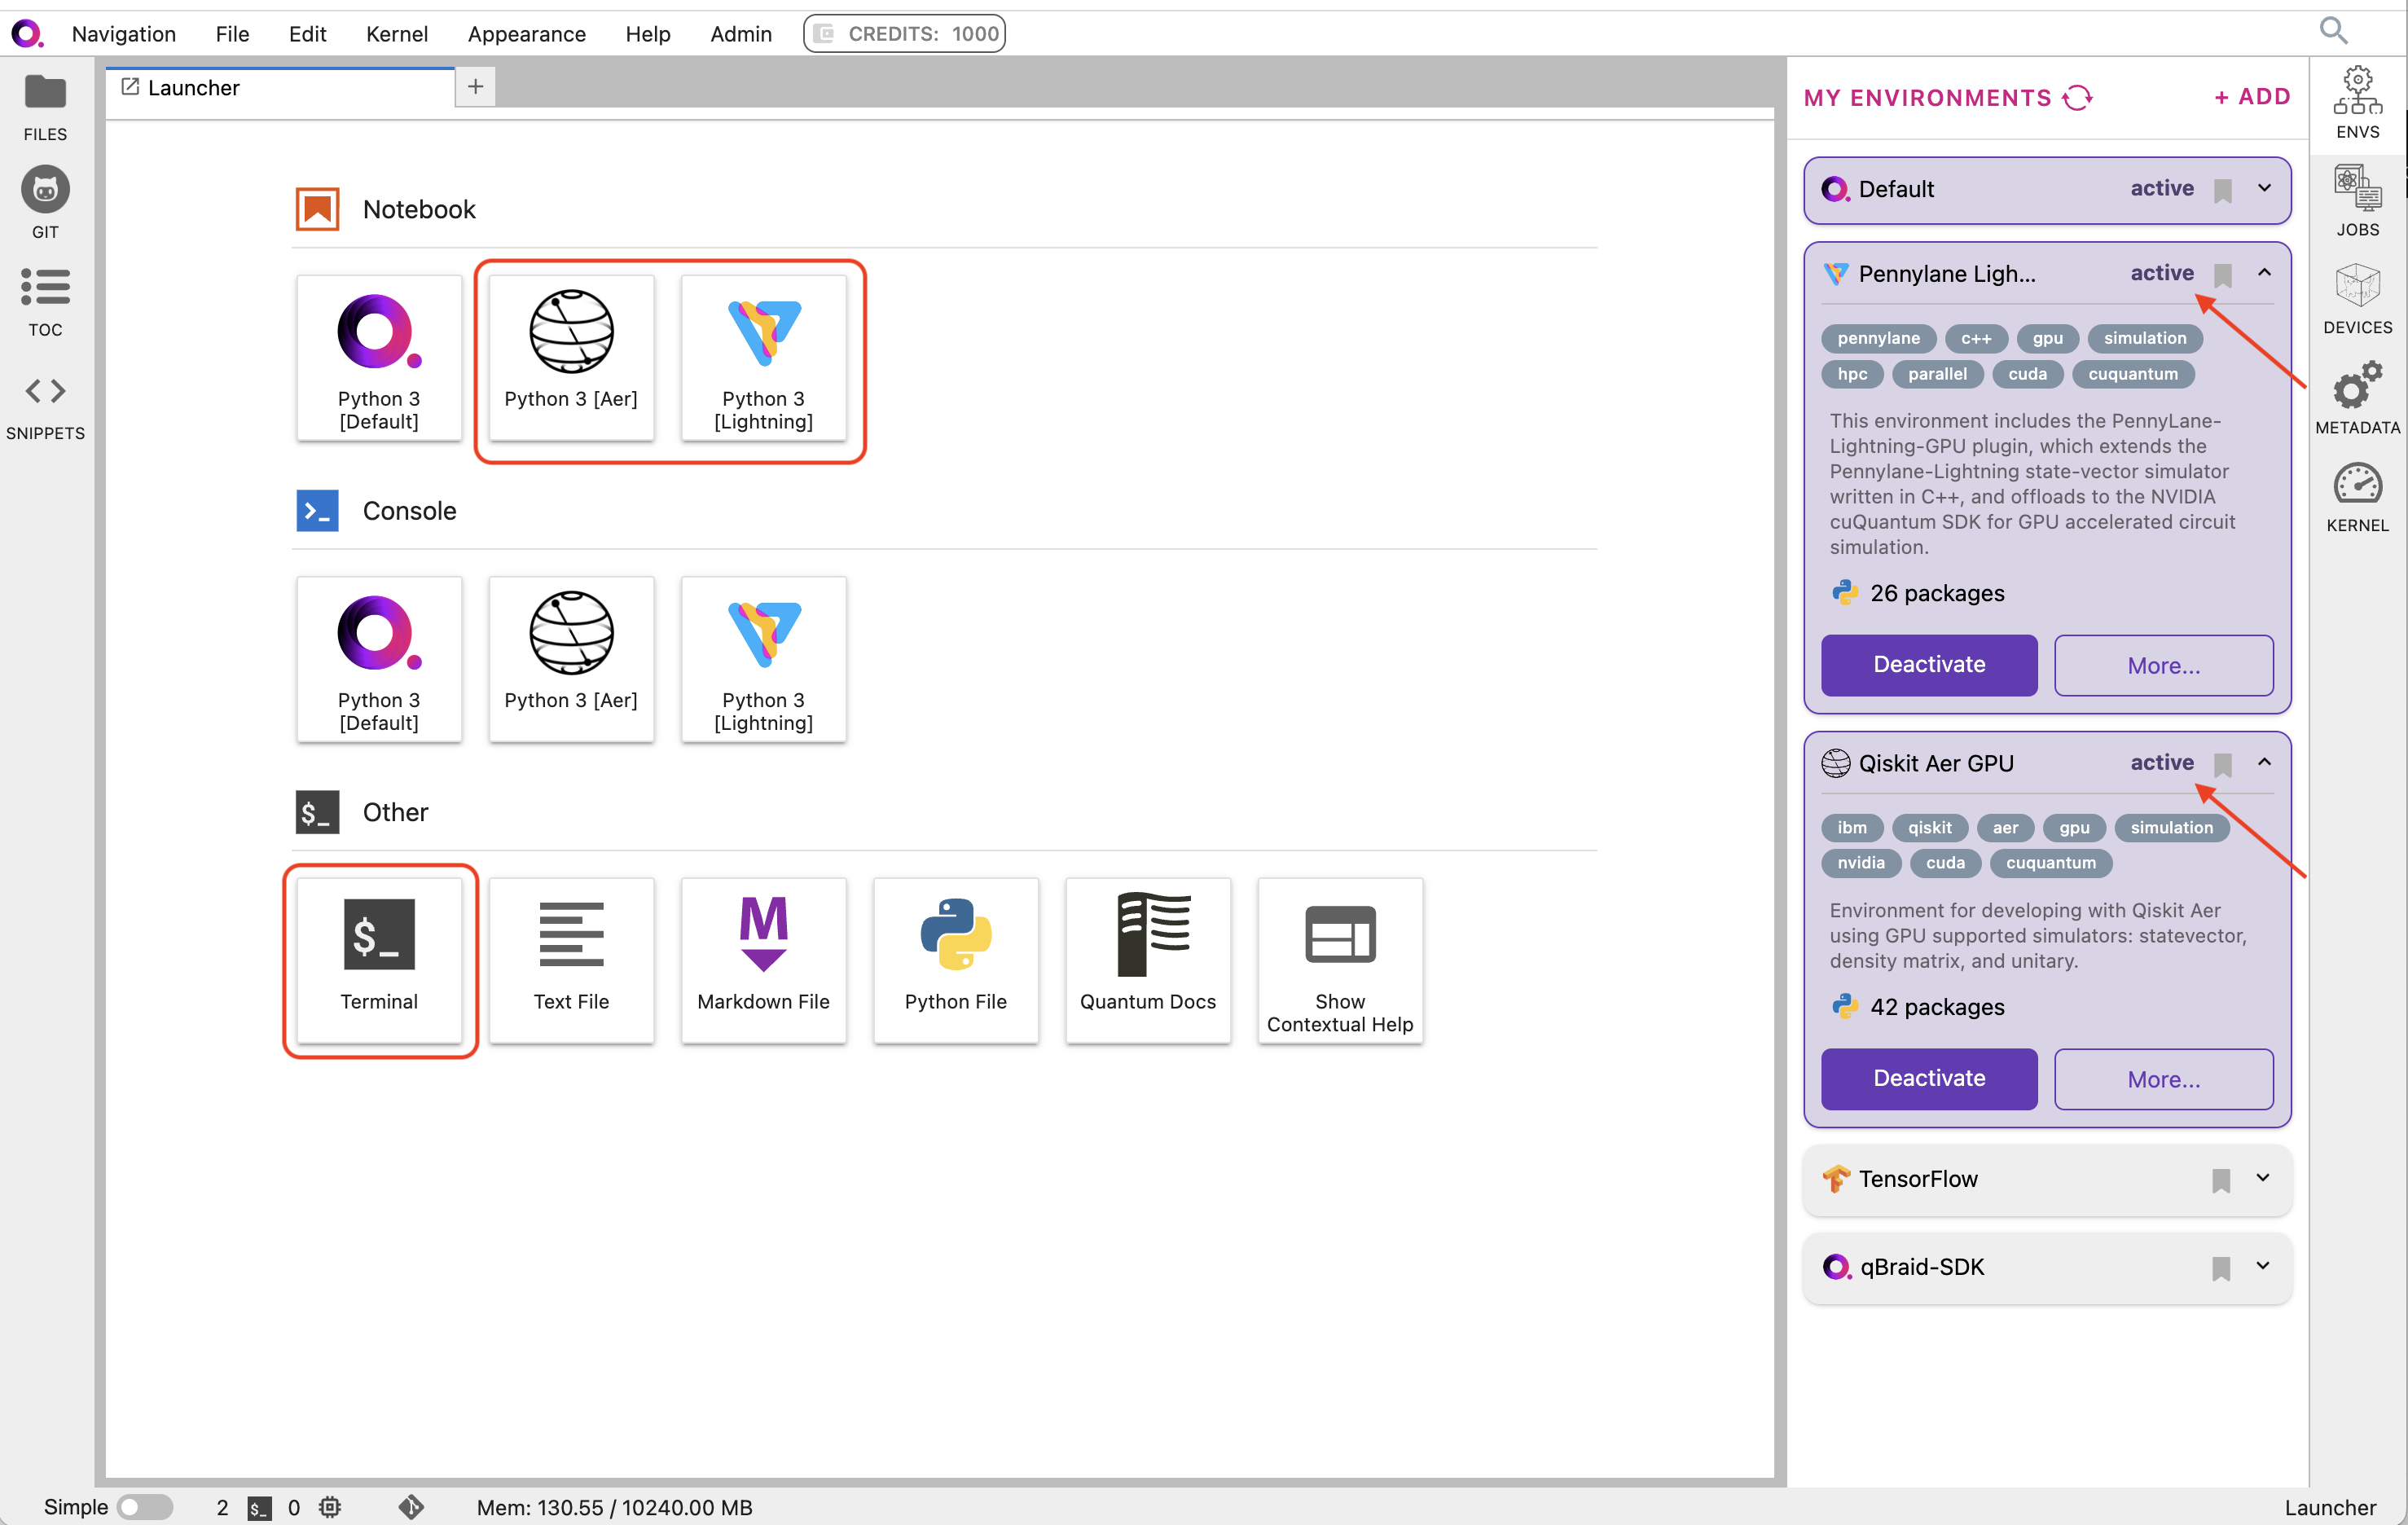 Navigation File Edit Kernel Appearance Help Admin CREDITS: 1000
FILES
GIT
TOC
SNIPPETS
Launcher +
Notebook
Python 3
[Default]
Python 3 [Aer]
Python 3
[Lightning]
Console
>_
Python 3
[Default]
Python 3 [Aer]
Python 3
[Lightning]
$_
Other
$_
Terminal
Text File
M
Markdown File
Python File
Quantum Docs
Show
Contextual Help
MY ENVIRONMENTS + ADD
Default active
Pennylane Ligh... active
pennylane c++ gpu simulation
hpc parallel cuda cuquantum
This environment includes the PennyLane-
Lightning-GPU plugin, which extends the
Pennylane-Lightning state-vector simulator
written in C++, and offloads to the NVIDIA
cuQuantum SDK for GPU accelerated circuit
simulation.
26 packages
Deactivate More...
Qiskit Aer GPU active
ibm qiskit aer gpu simulation
nvidia cuda cuquantum
Environment for developing with Qiskit Aer
using GPU supported simulators: statevector,
density matrix, and unitary.
42 packages
Deactivate More...
TensorFlow
qBraid-SDK
ENVS
JOBS
DEVICES
METADATA
KERNEL
Simple 2 $_ 0 Mem: 130.55 / 10240.00 MB Launcher